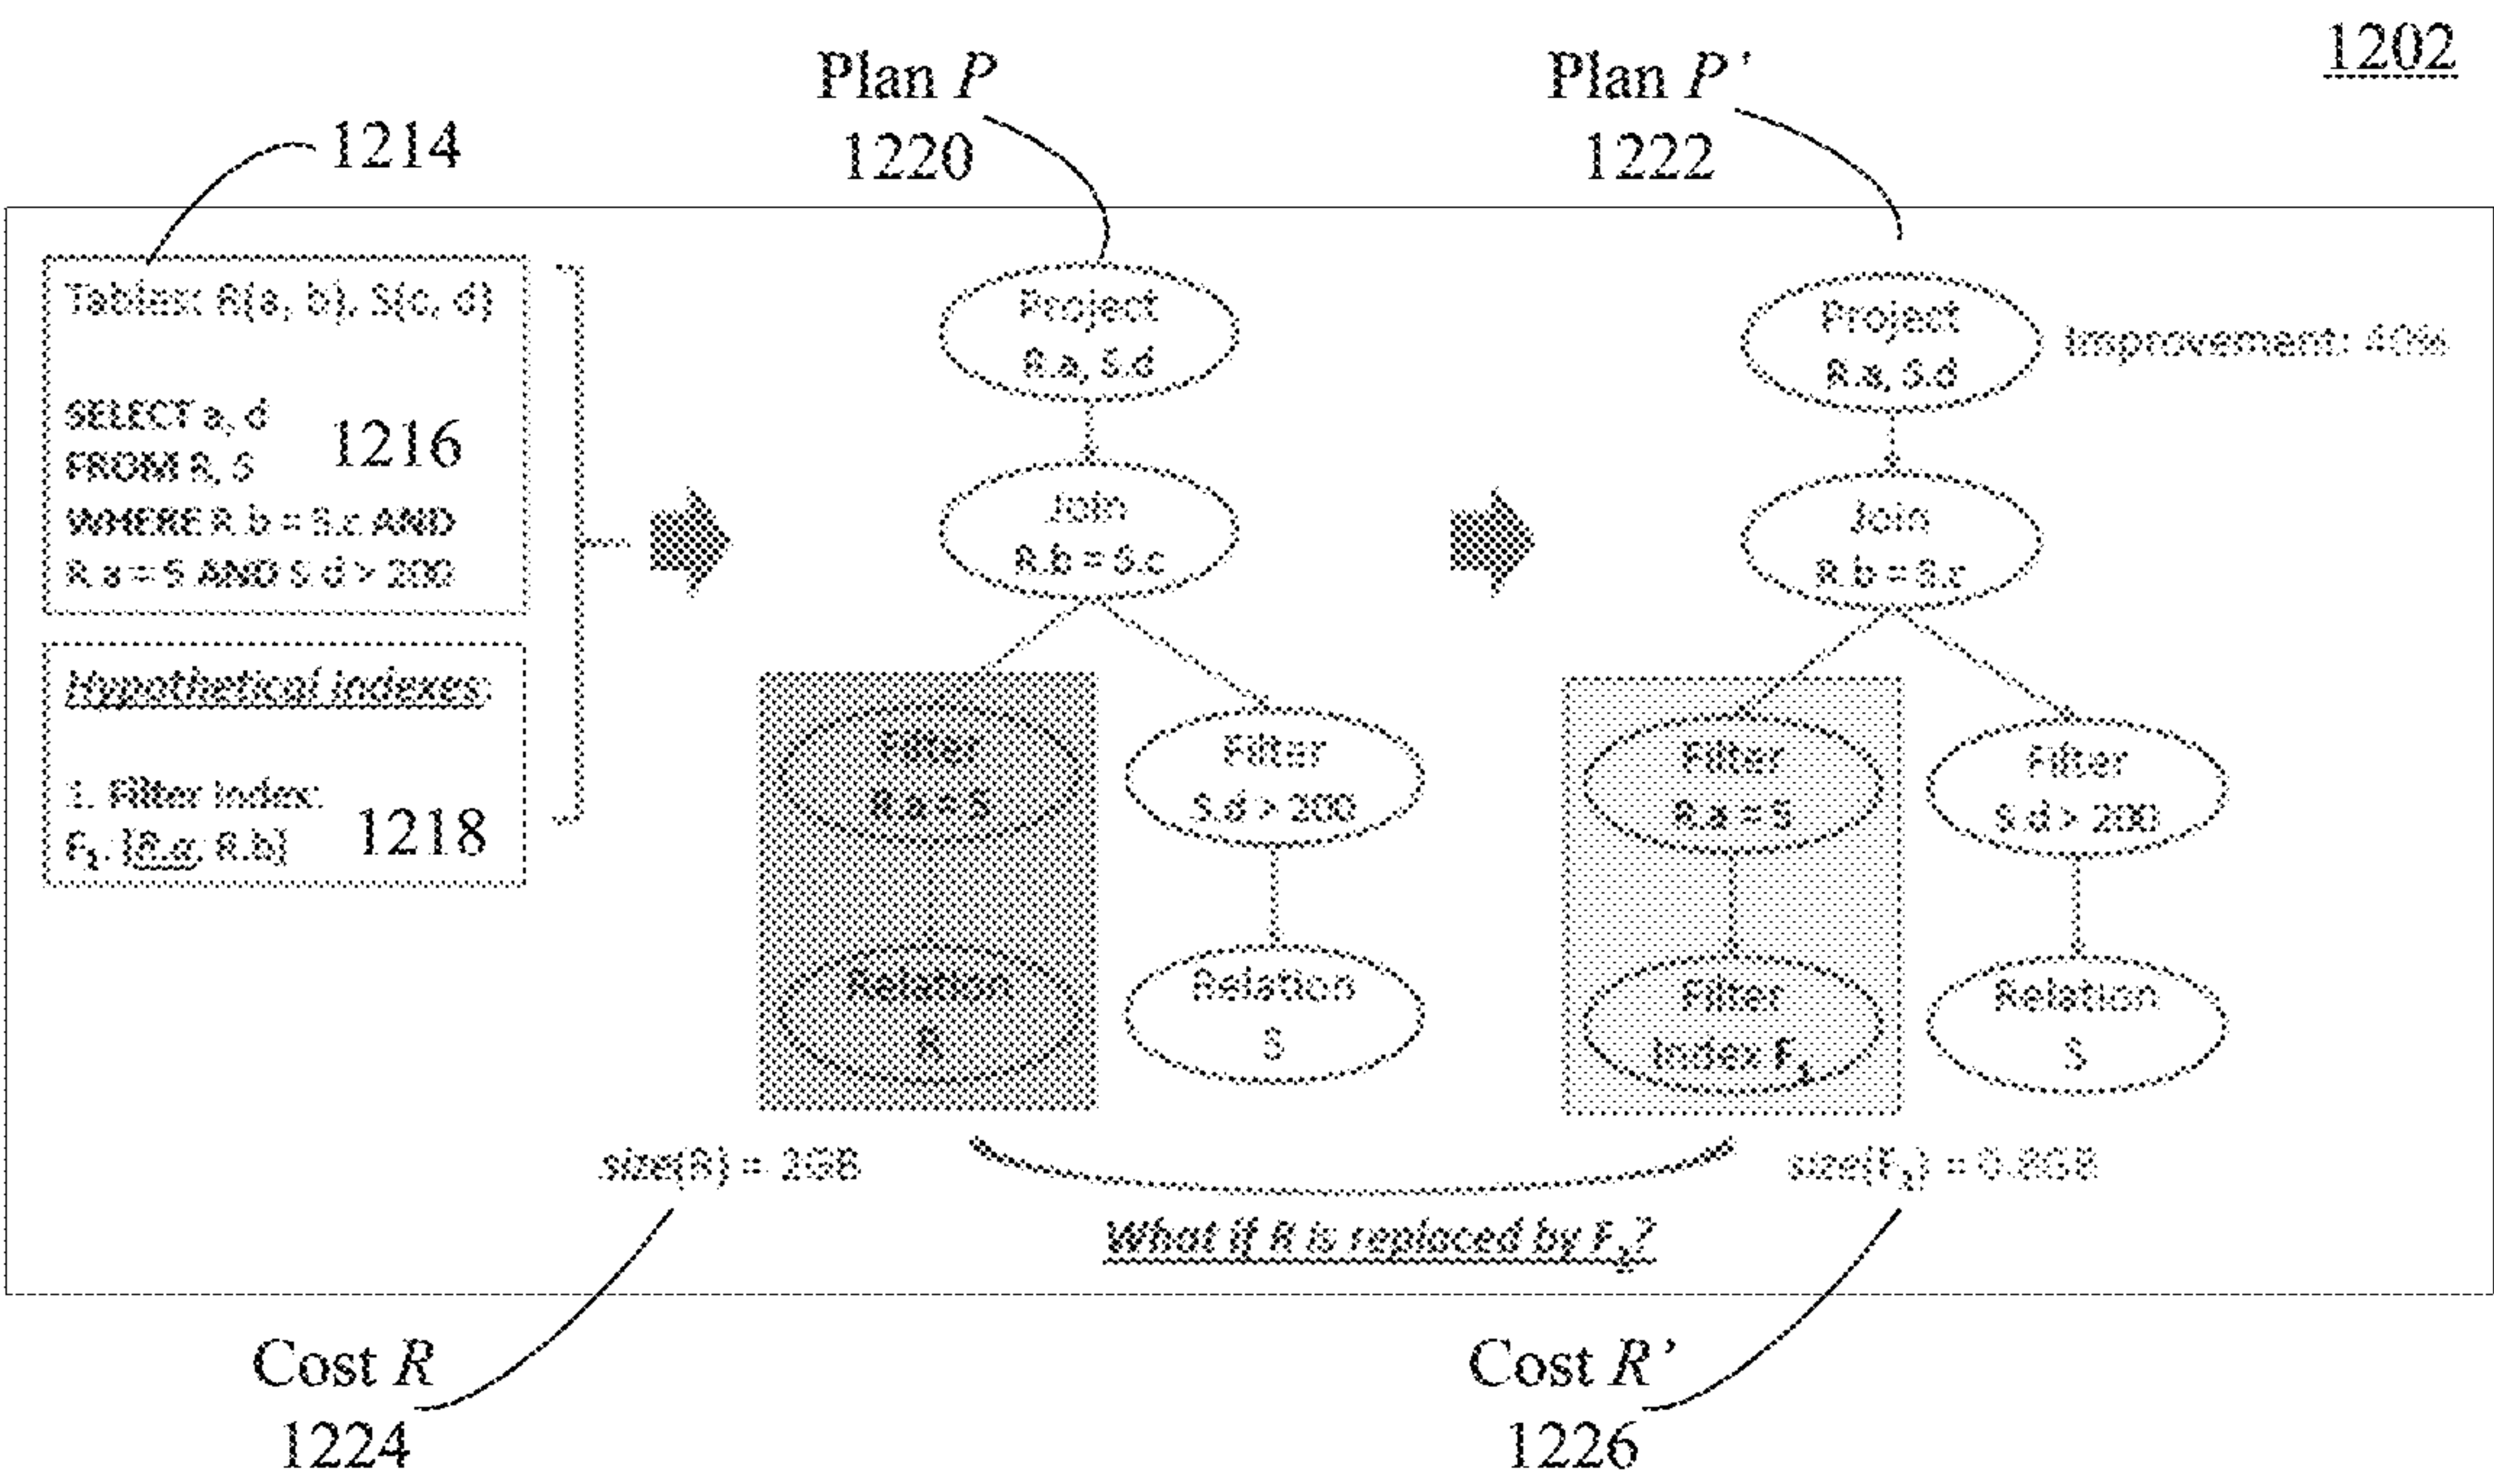 1202
Plan P
1220
Plan P'
1222
1214
Tables: R(a, b), S(c, d)
SELECT a, d
FROM R, S
WHERE R.b = S.c AND
R.a = 5 AND S.d > 200
1216
Hypothetical Indexes:
1. Filter Index:
F1: [R.a, R.b]
1218
Project
R.a, S.d
Join
R.b = S.c
Filter
R.a = 5
Filter
S.d > 200
Relation
R
Relation
S
size(R) = 2GB
Project
R.a, S.d
Improvement: 40%
Join
R.b = S.c
Filter
R.a = 5
Filter
S.d > 200
Filter
Index F1
Relation
S
size(F1) =
What if R is replaced by F1?
Cost R
1224
Cost R'
1226